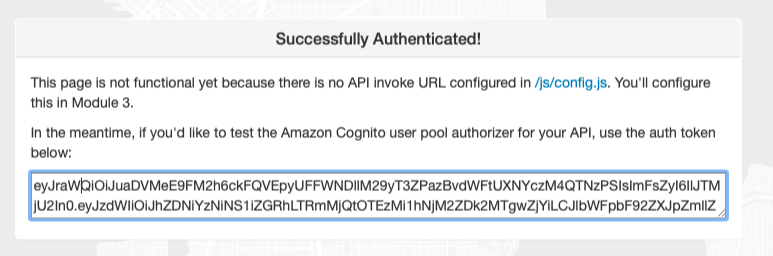 Successfully Authenticated!
This page is not functional yet because there is no API invoke URL configured in /js/config.js. You'll configure
this in Module 3.
In the meantime, if you'd like to test the Amazon Cognito user pool authorizer for your API, use the auth token
below:
eyJraWQiOiJuaDVMeE9FM2h6ckFQVEpyUFFWNDllM29yT3ZPazBvdWFtUXNYczM4QTNzPSIsImFsZyI6IlJTM
jU2In0.eyJzdWIiOiJhZDNiYzNiNS1iZGRhLTRmMjQtOTEzMi1hNjM2ZDk2MTgwZjYiLCJlbWFpbF92ZXJpZmllZ